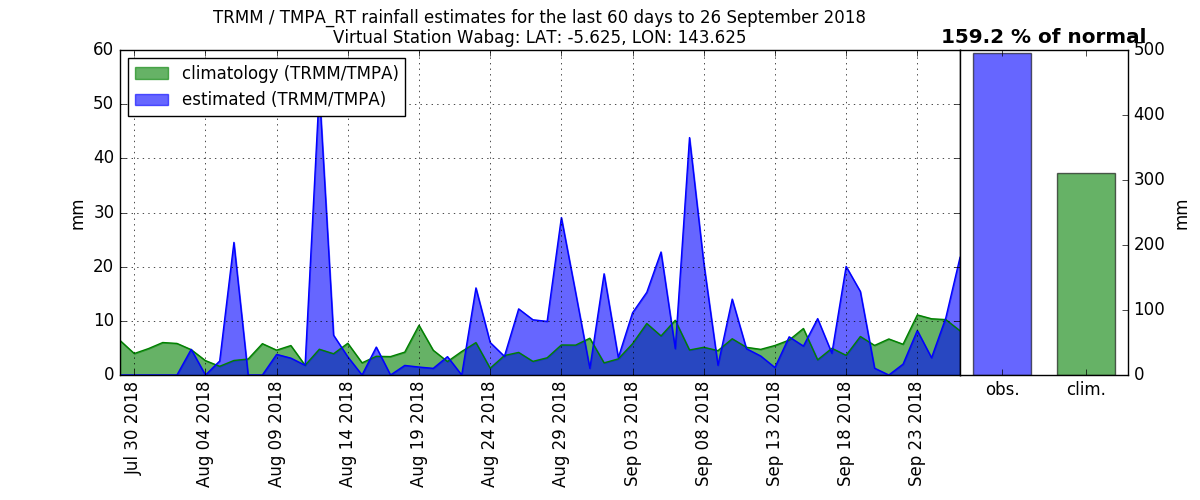 TRMM / TMPA_RT rainfall estimates for the last 60 days to 26 September 2018
Virtual Station Wabag: LAT: -5.625, LON: 143.625
159.2 % of normal
climatology (TRMM/TMPA)
estimated (TRMM/TMPA)
60
50
40
30
20
10
0
mm
Jul 30 2018
Aug 04 2018
Aug 09 2018
Aug 14 2018
Aug 19 2018
Aug 24 2018
Aug 29 2018
Sep 03 2018
Sep 08 2018
Sep 13 2018
Sep 18 2018
Sep 23 2018
500
400
300
200
100
0
mm
obs.
clim.